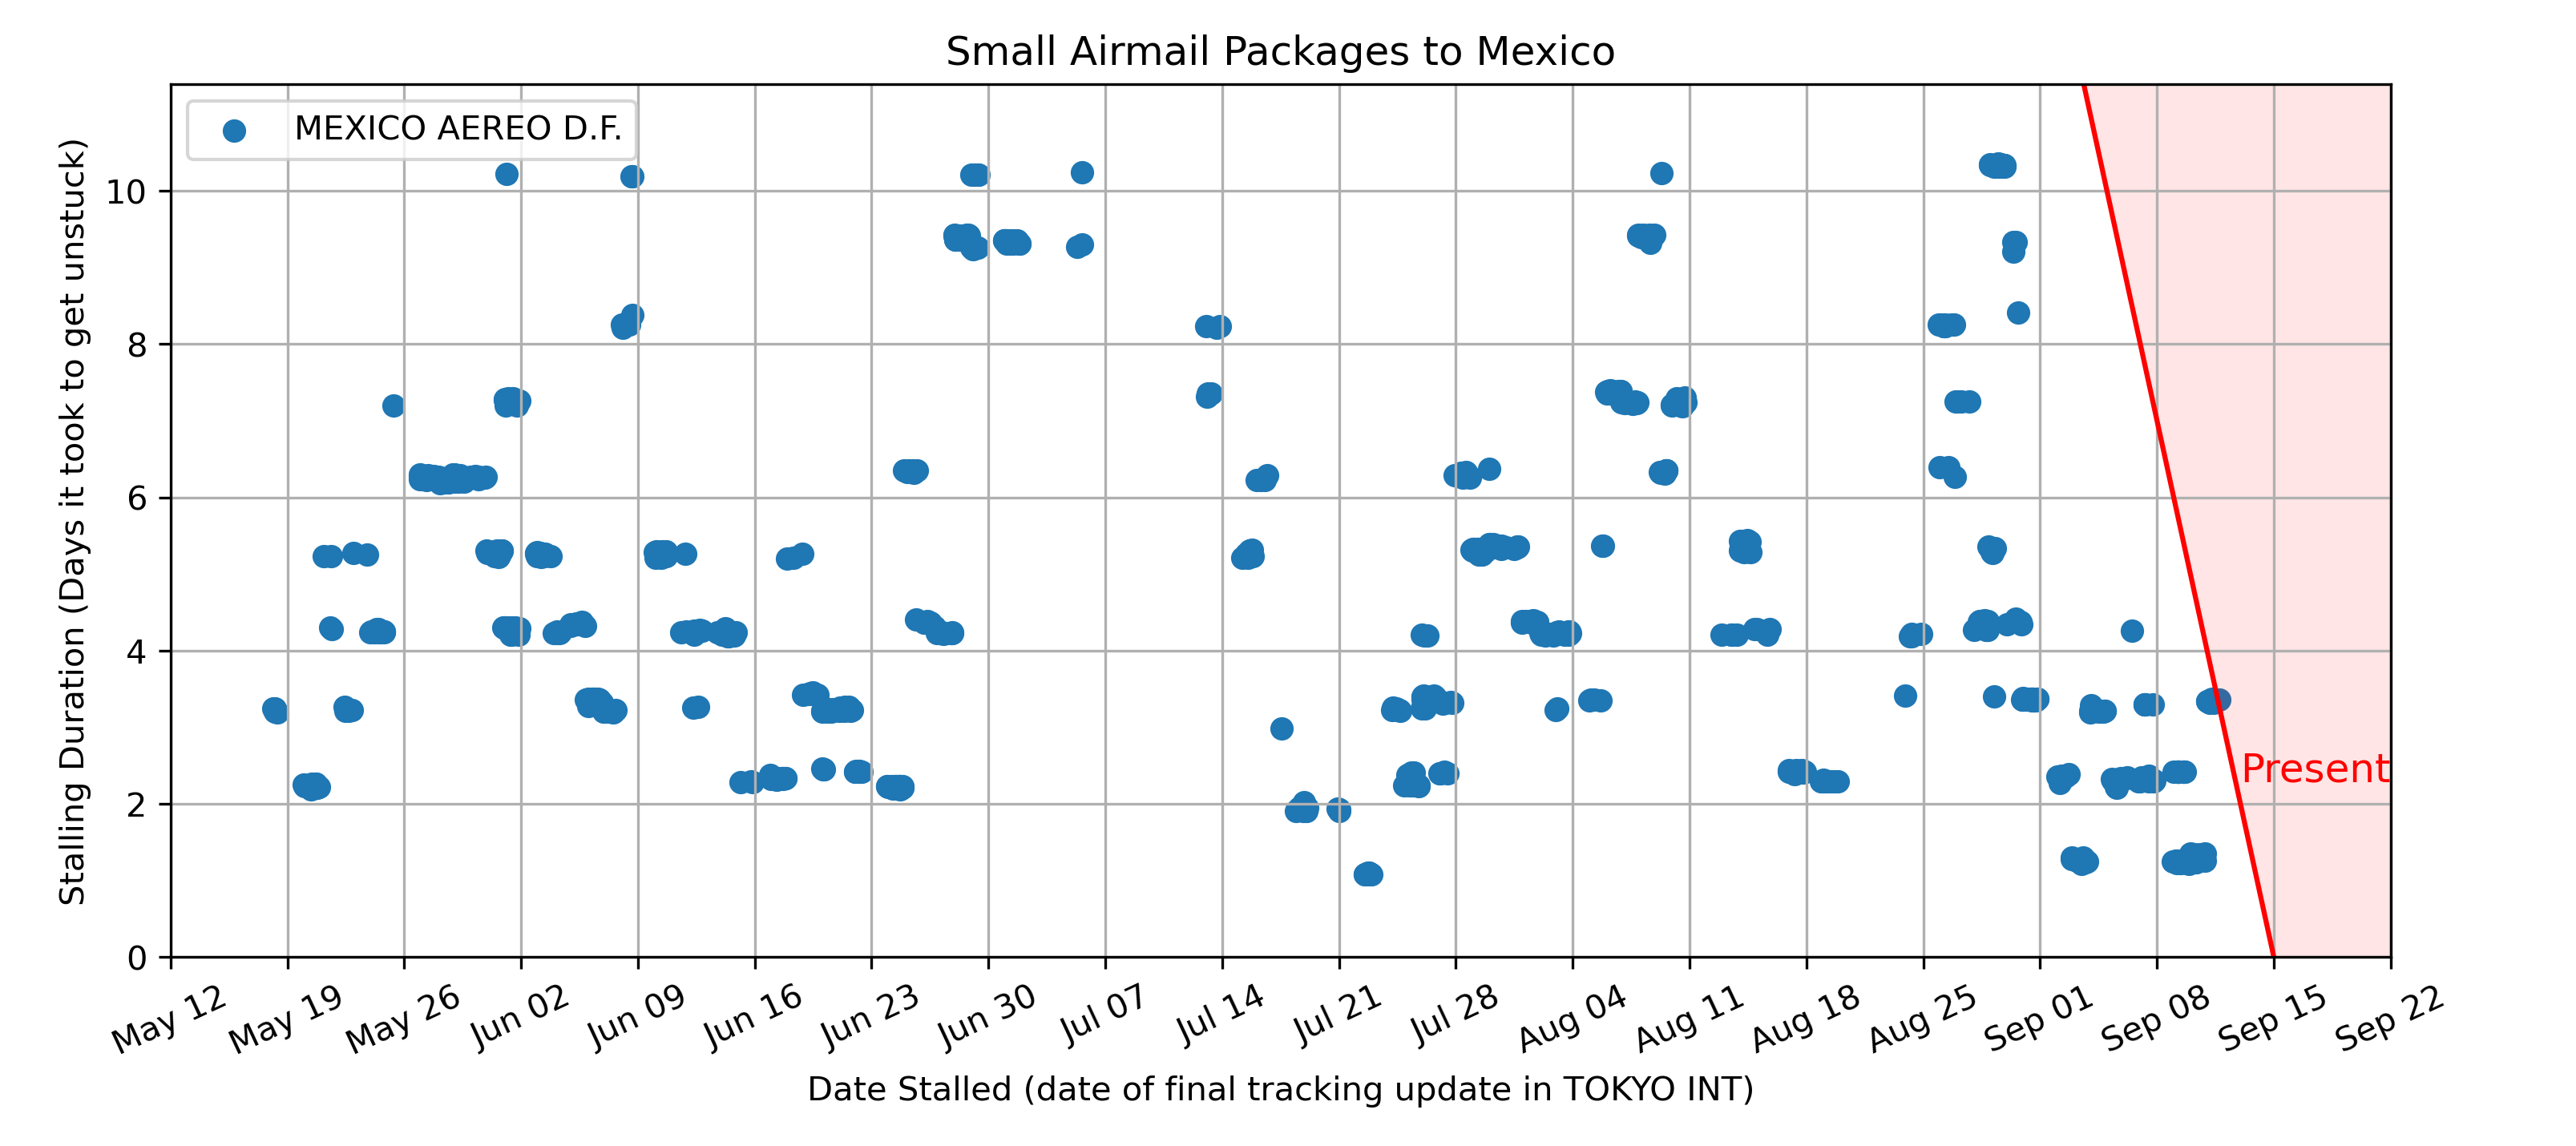 Small Airmail Packages to Mexico
MEXICO AEREO D.F.
Stalling Duration (Days it took to get unstuck)
10
8
6
4
2
0
Present
May 12
May 19
May 26
Jun 02
Jun 09
Jun 16
Jun 23
Jun 30
Jul 07
Jul 14
Jul 21
Jul 28
Aug 04
Aug 11
Aug 18
Aug 25
Sep 01
Sep 08
Sep 15
Sep 22
Date Stalled (date of final tracking update in TOKYO INT)